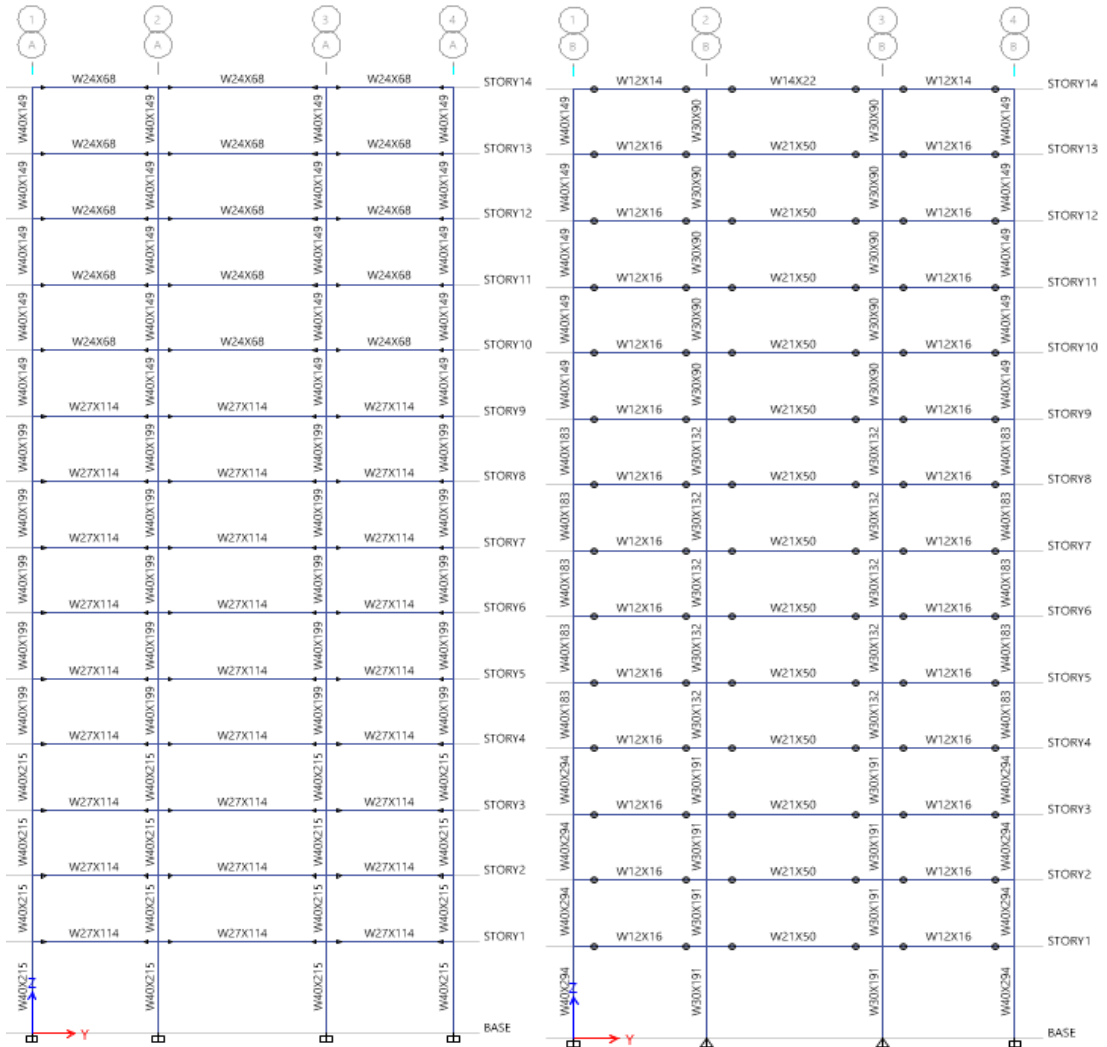 1 2 3 4
A A A A
W24X68 W24X68 W24X68 STORY14
W40X149 W40X149 W40X149 W40X149
W24X68 W24X68 W24X68 STORY13
W40X149 W40X149 W40X149 W40X149
W24X68 W24X68 W24X68 STORY12
W40X149 W40X149 W40X149 W40X149
W24X68 W24X68 W24X68 STORY11
W40X149 W40X149 W40X149 W40X149
W24X68 W24X68 W24X68 STORY10
W40X149 W40X149 W40X149 W40X149
W27X114 W27X114 W27X114 STORY9
W40X199 W40X199 W40X199 W40X199
W27X114 W27X114 W27X114 STORY8
W40X199 W40X199 W40X199 W40X199
W27X114 W27X114 W27X114 STORY7
W40X199 W40X199 W40X199 W40X199
W27X114 W27X114 W27X114 STORY6
W40X199 W40X199 W40X199 W40X199
W27X114 W27X114 W27X114 STORY5
W40X199 W40X199 W40X199 W40X199
W27X114 W27X114 W27X114 STORY4
W40X215 W40X215 W40X215 W40X215
W27X114 W27X114 W27X114 STORY3
W40X215 W40X215 W40X215 W40X215
W27X114 W27X114 W27X114 STORY2
W40X215 W40X215 W40X215 W40X215
W27X114 W27X114 W27X114 STORY1
W40X215 W40X215 W40X215 W40X215
Z
Y BASE
1 2 3 4
B B B B
W12X14 W14X22 W12X14 STORY14
W40X149 W30X90 W30X90 W40X149
W12X16 W21X50 W12X16 STORY13
W40X149 W30X90 W30X90 W40X149
W12X16 W21X50 W12X16 STORY12
W40X149 W30X90 W30X90 W40X149
W12X16 W21X50 W12X16 STORY11
W40X149 W30X90 W30X90 W40X149
W12X16 W21X50 W12X16 STORY10
W40X149 W30X90 W30X90 W40X149
W12X16 W21X50 W12X16 STORY9
W40X183 W30X132 W30X132 W40X183
W12X16 W21X50 W12X16 STORY8
W40X183 W30X132 W30X132 W40X183
W12X16 W21X50 W12X16 STORY7
W40X183 W30X132 W30X132 W40X183
W12X16 W21X50 W12X16 STORY6
W40X183 W30X132 W30X132 W40X183
W12X16 W21X50 W12X16 STORY5
W40X183 W30X132 W30X132 W40X183
W12X16 W21X50 W12X16 STORY4
W40X294 W30X191 W30X191 W40X294
W12X16 W21X50 W12X16 STORY3
W40X294 W30X191 W30X191 W40X294
W12X16 W21X50 W12X16 STORY2
W40X294 W30X191 W30X191 W40X294
W12X16 W21X50 W12X16 STORY1
W40X294 W30X191 W30X191 W40X294
Z
Y BASE